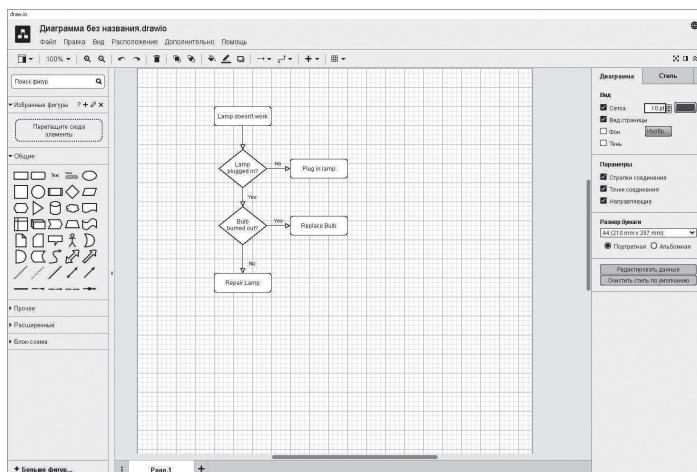 draw.io
Диаграмма без названия.drawio
Файл Правка Вид Расположение Дополнительно Помощь
100%
Поиск фигур
Избранные фигуры ?
Перетащите сюда
элементы
Общие
Text
Прочее
Расширенные
Блок-схема
+ Больше фигур...
Lamp doesn't work
Lamp
plugged in?
No
Plug in lamp
Yes
Bulb
burned out?
Yes
Replace Bulb
No
Repair Lamp
Page-1
Диаграмма Стиль
Вид
Сетка 10 pt
Вид страницы
Фон Изобр...
Тень
Параметры
Стрелки соединения
Точки соединения
Направляющие
Размер бумаги
A4 (210 mm x 297 mm)
Портретная Альбомная
Редактировать данные
Очистить стиль по умолчанию